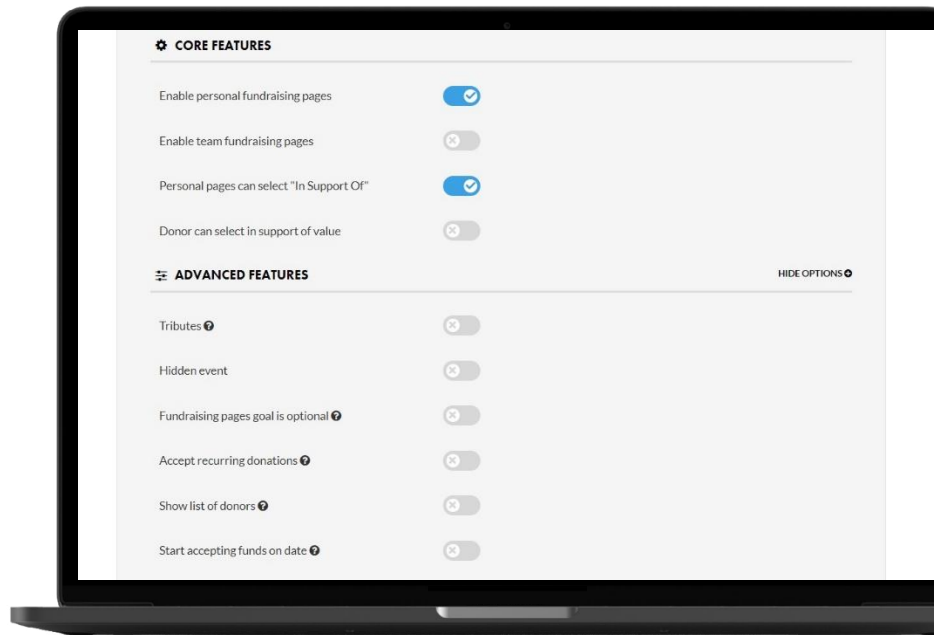 CORE FEATURES
Enable personal fundraising pages
Enable team fundraising pages
Personal pages can select "In Support Of"
Donor can select in support of value
ADVANCED FEATURES HIDE OPTIONS
Tributes
Hidden event
Fundraising pages goal is optional
Accept recurring donations
Show list of donors
Start accepting funds on date